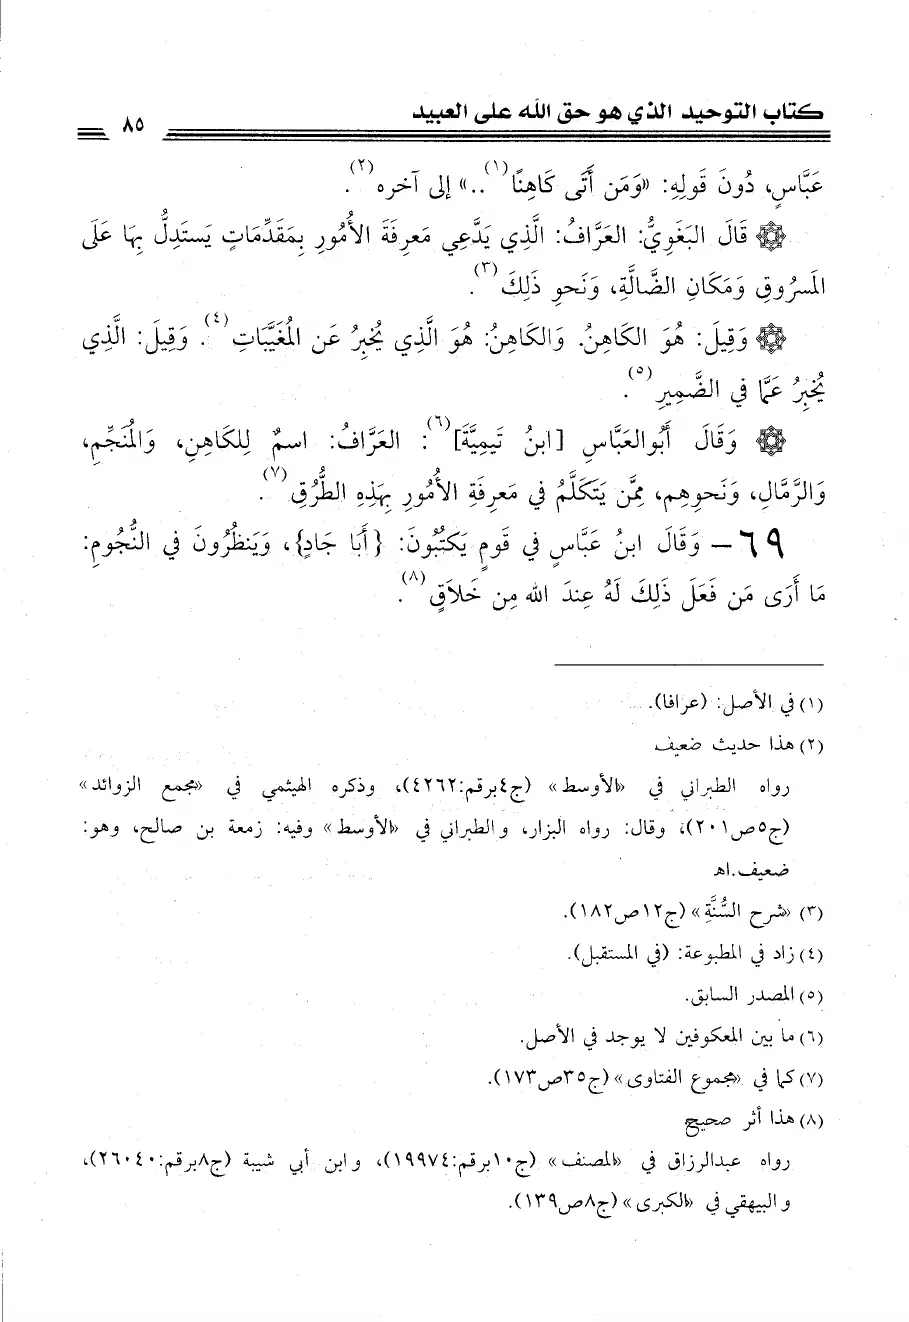 كتاب التوحيد الذي هو حق الله على العبيد
٨٥
عَبَّاسٍ، دُونَ قَولِهِ: «وَمَن أَتَى كَاهِنًا(١)..» إلى آخره(٢).
قَالَ البَغَوِيُّ: العَرَّافُ: الَّذِي يَدَّعِي مَعرِفَةَ الأُمُورِ بِمَقَدِّمَاتٍ يَستَدِلُّ بِهَا عَلَى
المَسرُوقِ وَمَكَانِ الضَّالَّةِ، وَنَحوِ ذَلِكَ(٣).
وَقِيلَ: هُوَ الكَاهِنُ. وَالكَاهِنُ: هُوَ الَّذِي يُخبِرُ عَنِ المُغَيَّبَاتِ(٤). وَقِيلَ: الَّذِي
يُخبِرُ عَمَّا فِي الضَّمِيرِ(٥).
وَقَالَ أَبُوالعَبَّاس [ابنُ تَيمِيَّةَ](٦): العَرَّافُ: اسمٌ لِلكَاهِنِ، وَالمُنَجِّمِ،
وَالرَّمَّالِ، وَنَحوِهِم، مِمَّن يَتَكَلَّمُ فِي مَعرِفَةِ الأُمُورِ بِهَذِهِ الطُّرُقِ(٧).
٦٩ – وَقَالَ ابنُ عَبَّاسٍ فِي قَومٍ يَكتُبُونَ: {أَبَا جَادٍ}، وَيَنظُرُونَ فِي النُّجُومِ:
مَا أَرَى مَن فَعَلَ ذَلِكَ لَهُ عِندَ الله مِن خَلَاقٍ(٨).
(١) في الأصل: (عرافا).
(٢) هذا حديث ضعيف
رواه الطبراني في «الأوسط» (ج٤برقم:٤٢٦٢)، وذكره الهيثمي في «مجمع الزوائد»
(ج٥ص٢٠١)، وقال: رواه البزار، والطبراني في «الأوسط» وفيه: زمعة بن صالح، وهو:
ضعيف.اهـ
(٣) «شرح السُّنَّة» (ج١٢ص١٨٢).
(٤) زاد في المطبوعة: (في المستقبل).
(٥) المصدر السابق.
(٦) ما بين المعكوفين لا يوجد في الأصل.
(٧) كما في «مجموع الفتاوى» (ج٣٥ص١٧٣).
(٨) هذا أثر صحيح
رواه عبدالرزاق في «المصنف» (ج١٠برقم:١٩٩٧٤)، وابن أبي شيبة (ج٨برقم:٢٦٠٤٠)،
والبيهقي في «الكبرى» (ج٨ص١٣٩).